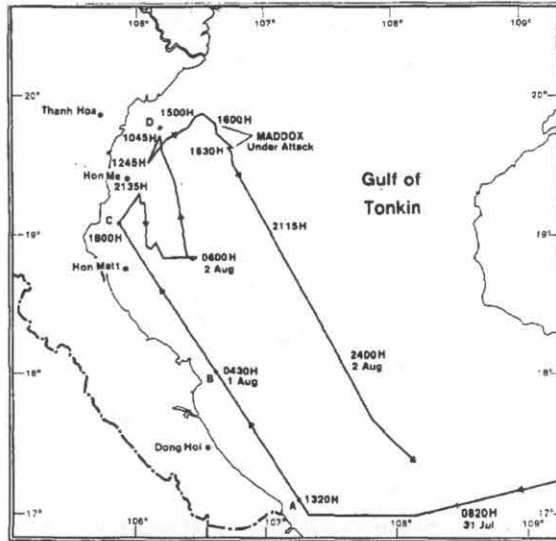 106° 107° 108° 109°
20° 20°
Thanh Hoa
D 1500H
1600H
1045H
MADDOX
Under Attack
1245H
1630H
Hon Me
2135H
Gulf of
Tonkin
2115H
C
19° 19°
1800H
0600H
2 Aug
Hon Matt
2400H
2 Aug
18° 18°
0430H
1 Aug
B
Dong Hoi
A 1320H
0820H
31 Jul
17° 17°
106° 107° 108° 109°